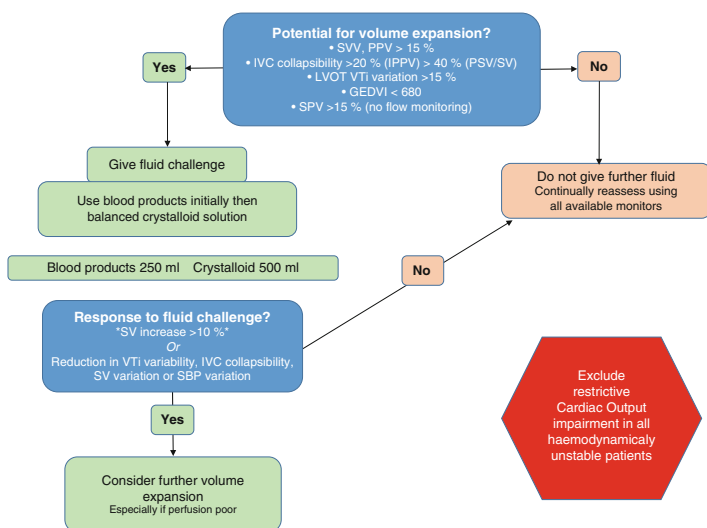 Potential for volume expansion?
• SVV, PPV > 15 %
• IVC collapsibility >20 % (IPPV) > 40 % (PSV/SV)
• LVOT VTi variation >15 %
• GEDVI < 680
• SPV >15 % (no flow monitoring)
Yes
No
Give fluid challenge
Use blood products initially then
balanced crystalloid solution
Do not give further fluid
Continually reassess using
all available monitors
Blood products 250 ml Crystalloid 500 ml
No
Response to fluid challenge?
*SV increase >10 %*
Or
Reduction in VTi variability, IVC collapsibility,
SV variation or SBP variation
Yes
Consider further volume
expansion
Especially if perfusion poor
Exclude
restrictive
Cardiac Output
impairment in all
haemodynamicaly
unstable patients